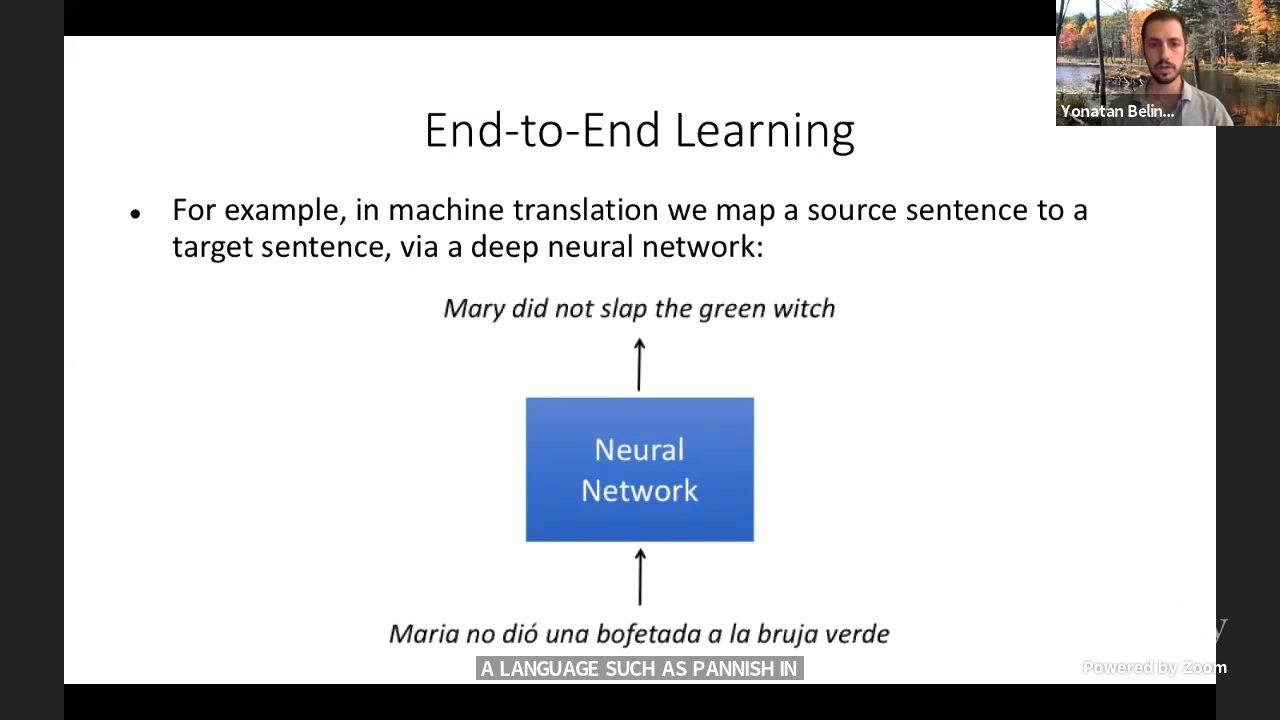 End-to-End Learning
Yonatan Belin...
• For example, in machine translation we map a source sentence to a
target sentence, via a deep neural network:
Mary did not slap the green witch
Neural
Network
Maria no dió una bofetada a la bruja verde
A LANGUAGE SUCH AS PANNISH IN
y
Powered by Zoom